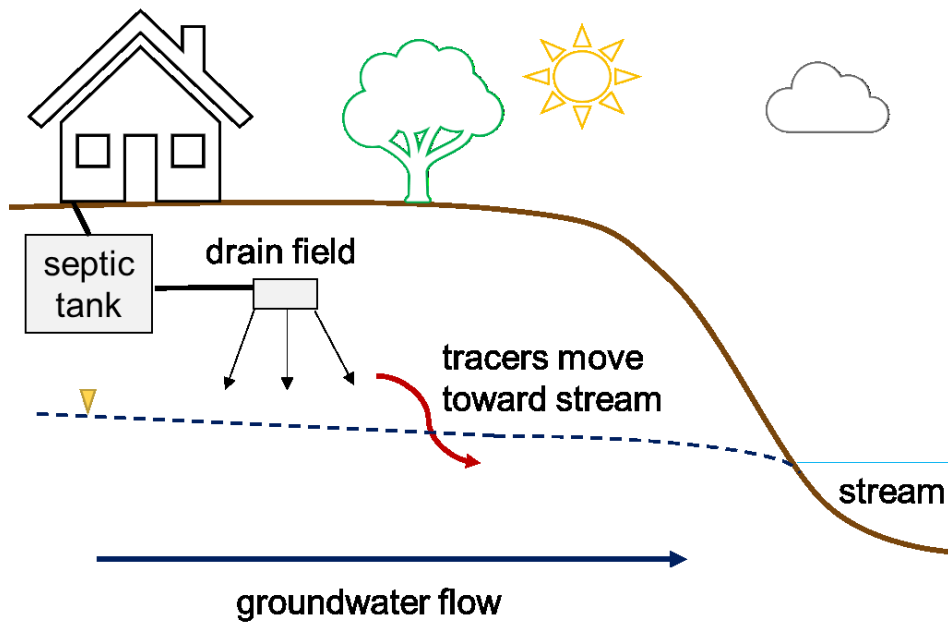 septic
tank
drain field
tracers move
toward stream
stream
groundwater flow